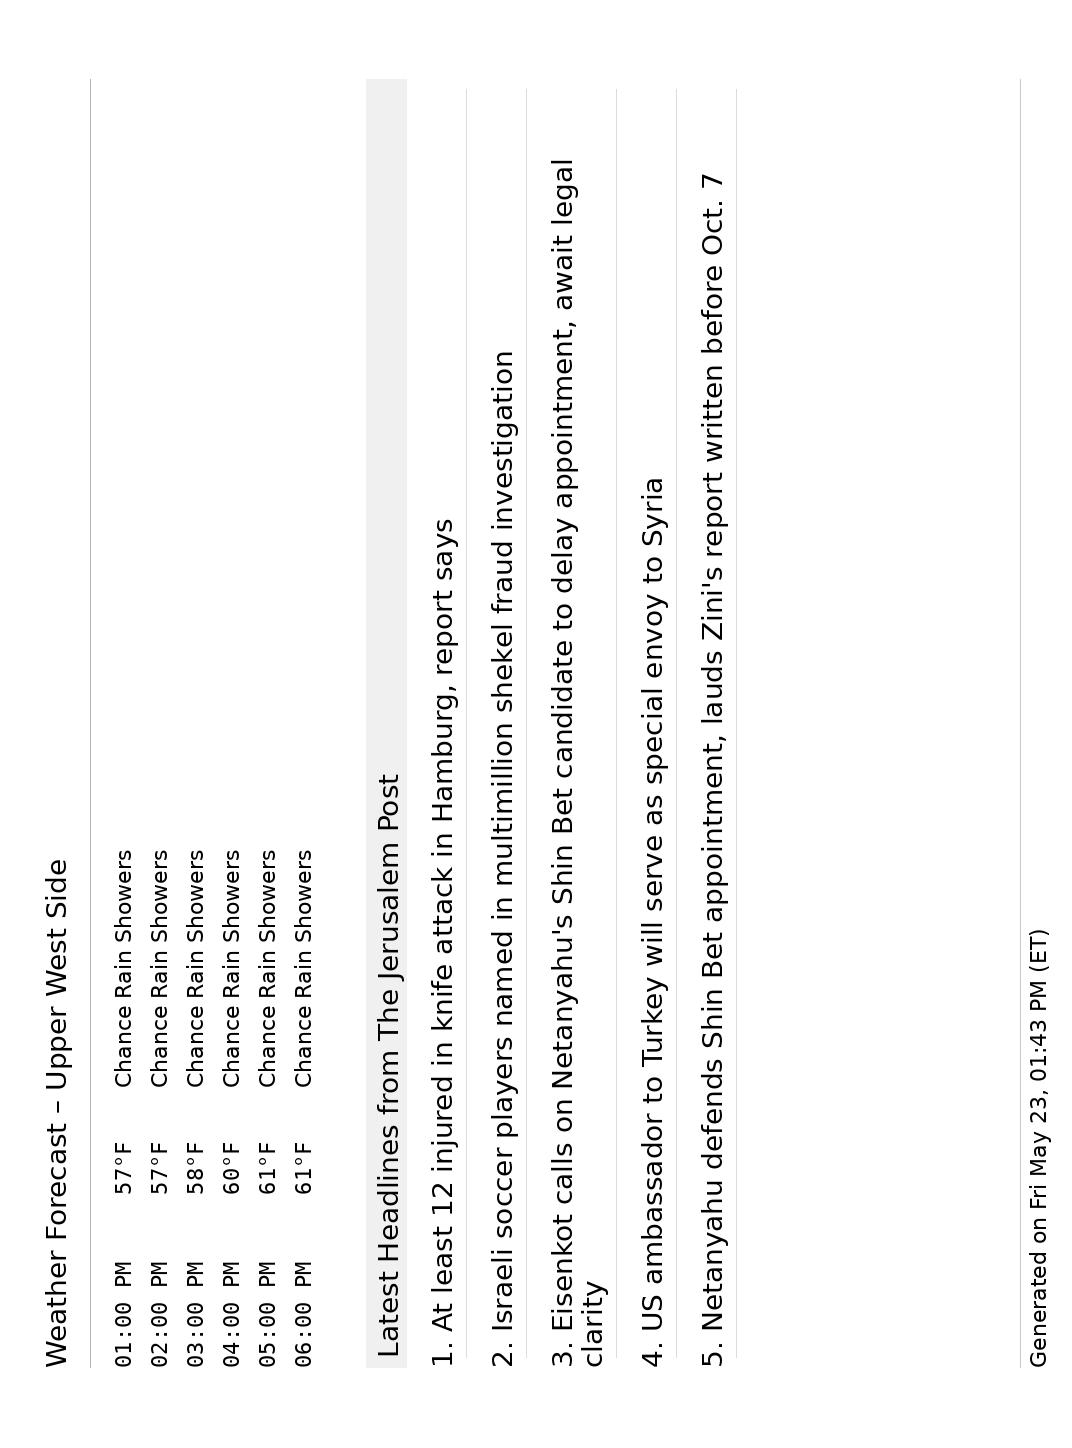 Weather Forecast – Upper West Side
01:00 PM 57°F Chance Rain Showers
02:00 PM 57°F Chance Rain Showers
03:00 PM 58°F Chance Rain Showers
04:00 PM 60°F Chance Rain Showers
05:00 PM 61°F Chance Rain Showers
06:00 PM 61°F Chance Rain Showers
Latest Headlines from The Jerusalem Post
1. At least 12 injured in knife attack in Hamburg, report says
2. Israeli soccer players named in multimillion shekel fraud investigation
3. Eisenkot calls on Netanyahu's Shin Bet candidate to delay appointment, await legal
clarity
4. US ambassador to Turkey will serve as special envoy to Syria
5. Netanyahu defends Shin Bet appointment, lauds Zini's report written before Oct. 7
Generated on Fri May 23, 01:43 PM (ET)